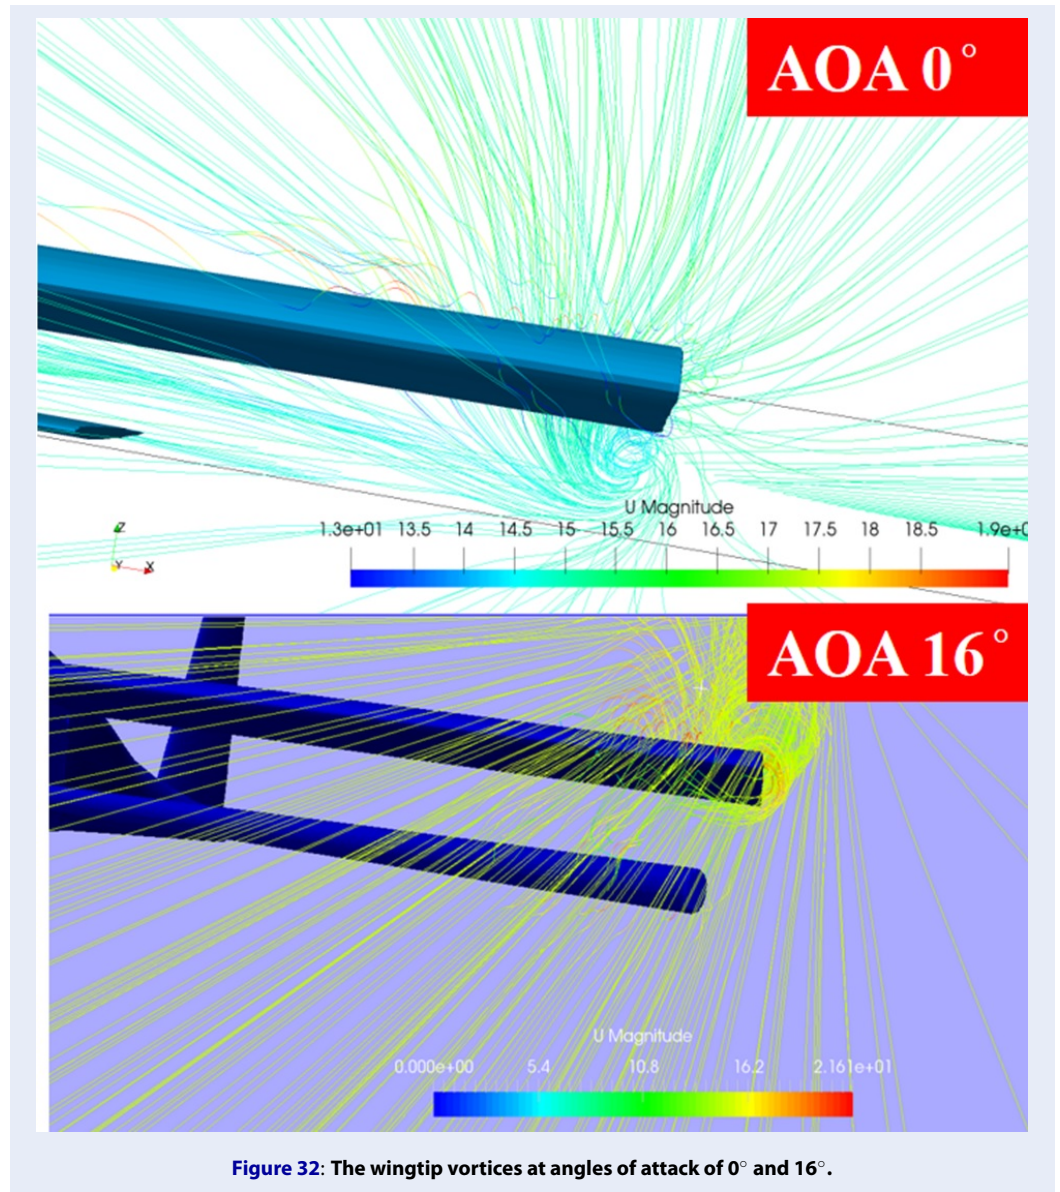 AOA 0°
U Magnitude
1.3e+01 13.5 14 14.5 15 15.5 16 16.5 17 17.5 18 18.5 1.9e+0
Z
Y X
AOA 16°
U Magnitude
0.000e+00 5.4 10.8 16.2 2.161e+01
Figure 32: The wingtip vortices at angles of attack of 0° and 16°.